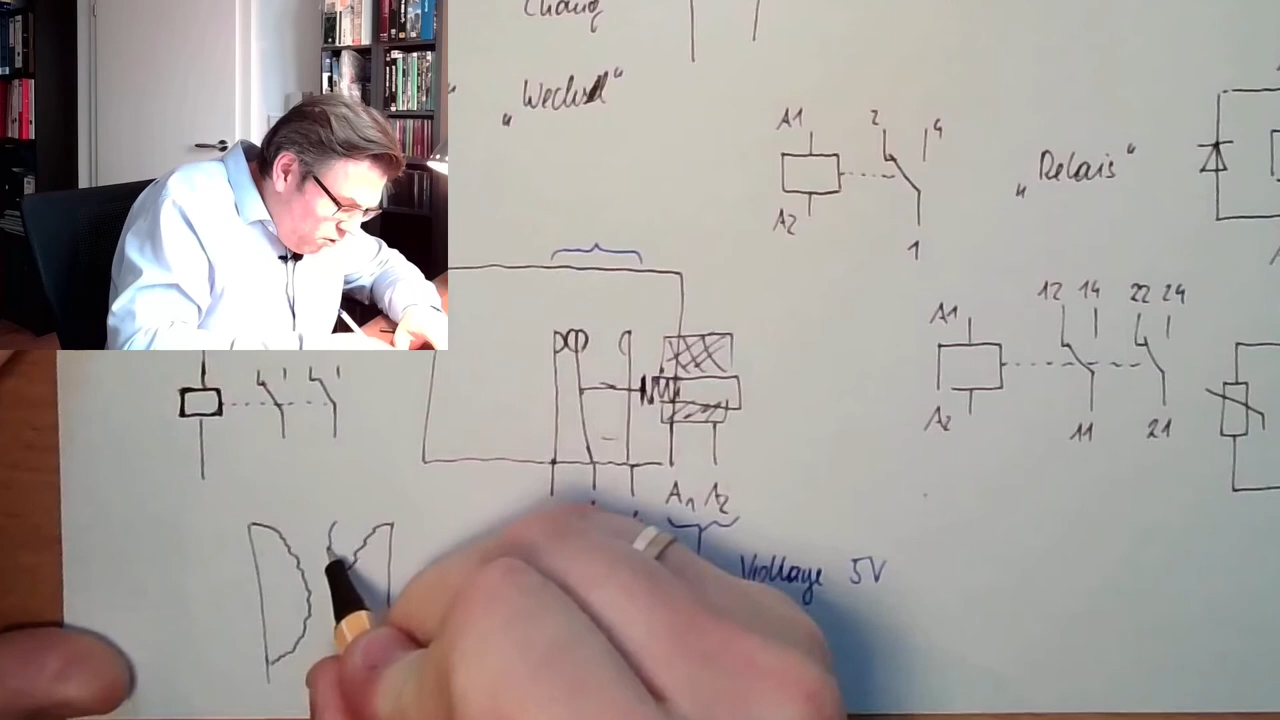 Chang
„Wechsel“
A1
2
4
A2
1
„Relais“
A1
12 14 22 24
A2
11
21
A1 A2
Voltage 5V